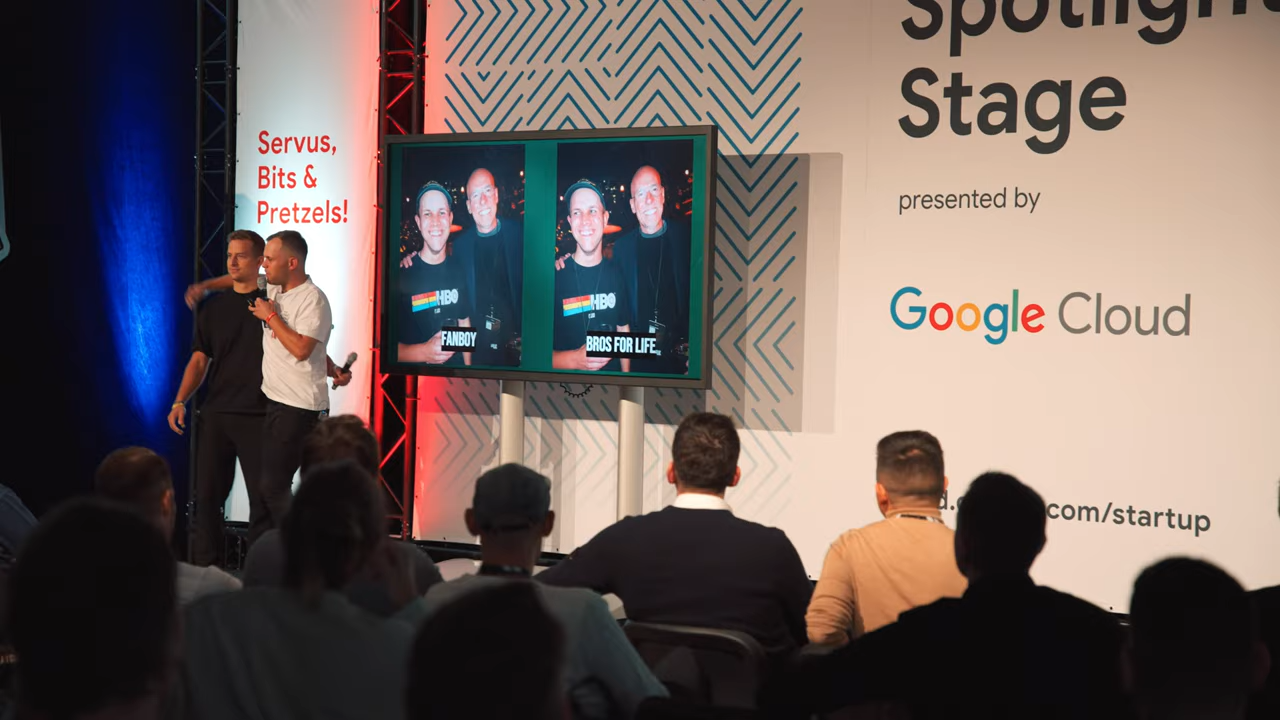 Spotlight
Stage
presented by
Google Cloud
.com/startup
Servus,
Bits &
Pretzels!
HBO
FANBOY
HBO
BROS FOR LIFE